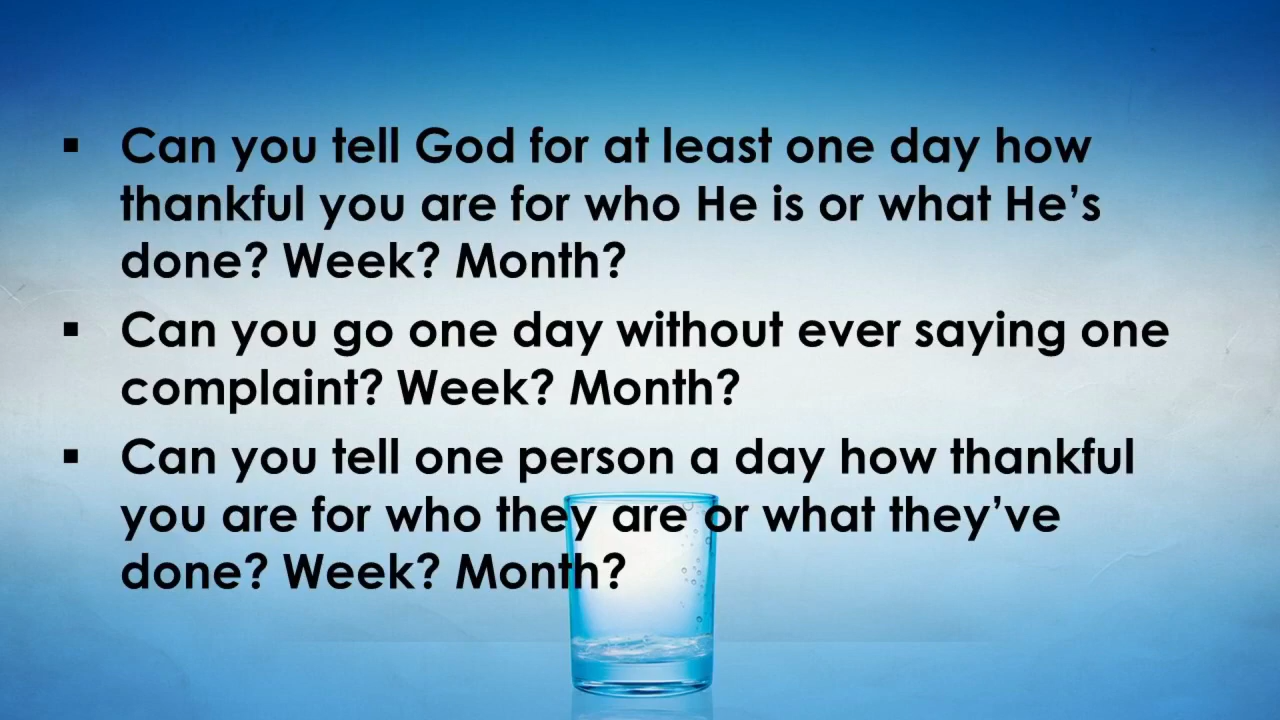 ▪ Can you tell God for at least one day how
thankful you are for who He is or what He’s
done? Week? Month?
▪ Can you go one day without ever saying one
complaint? Week? Month?
▪ Can you tell one person a day how thankful
you are for who they are or what they’ve
done? Week? Month?